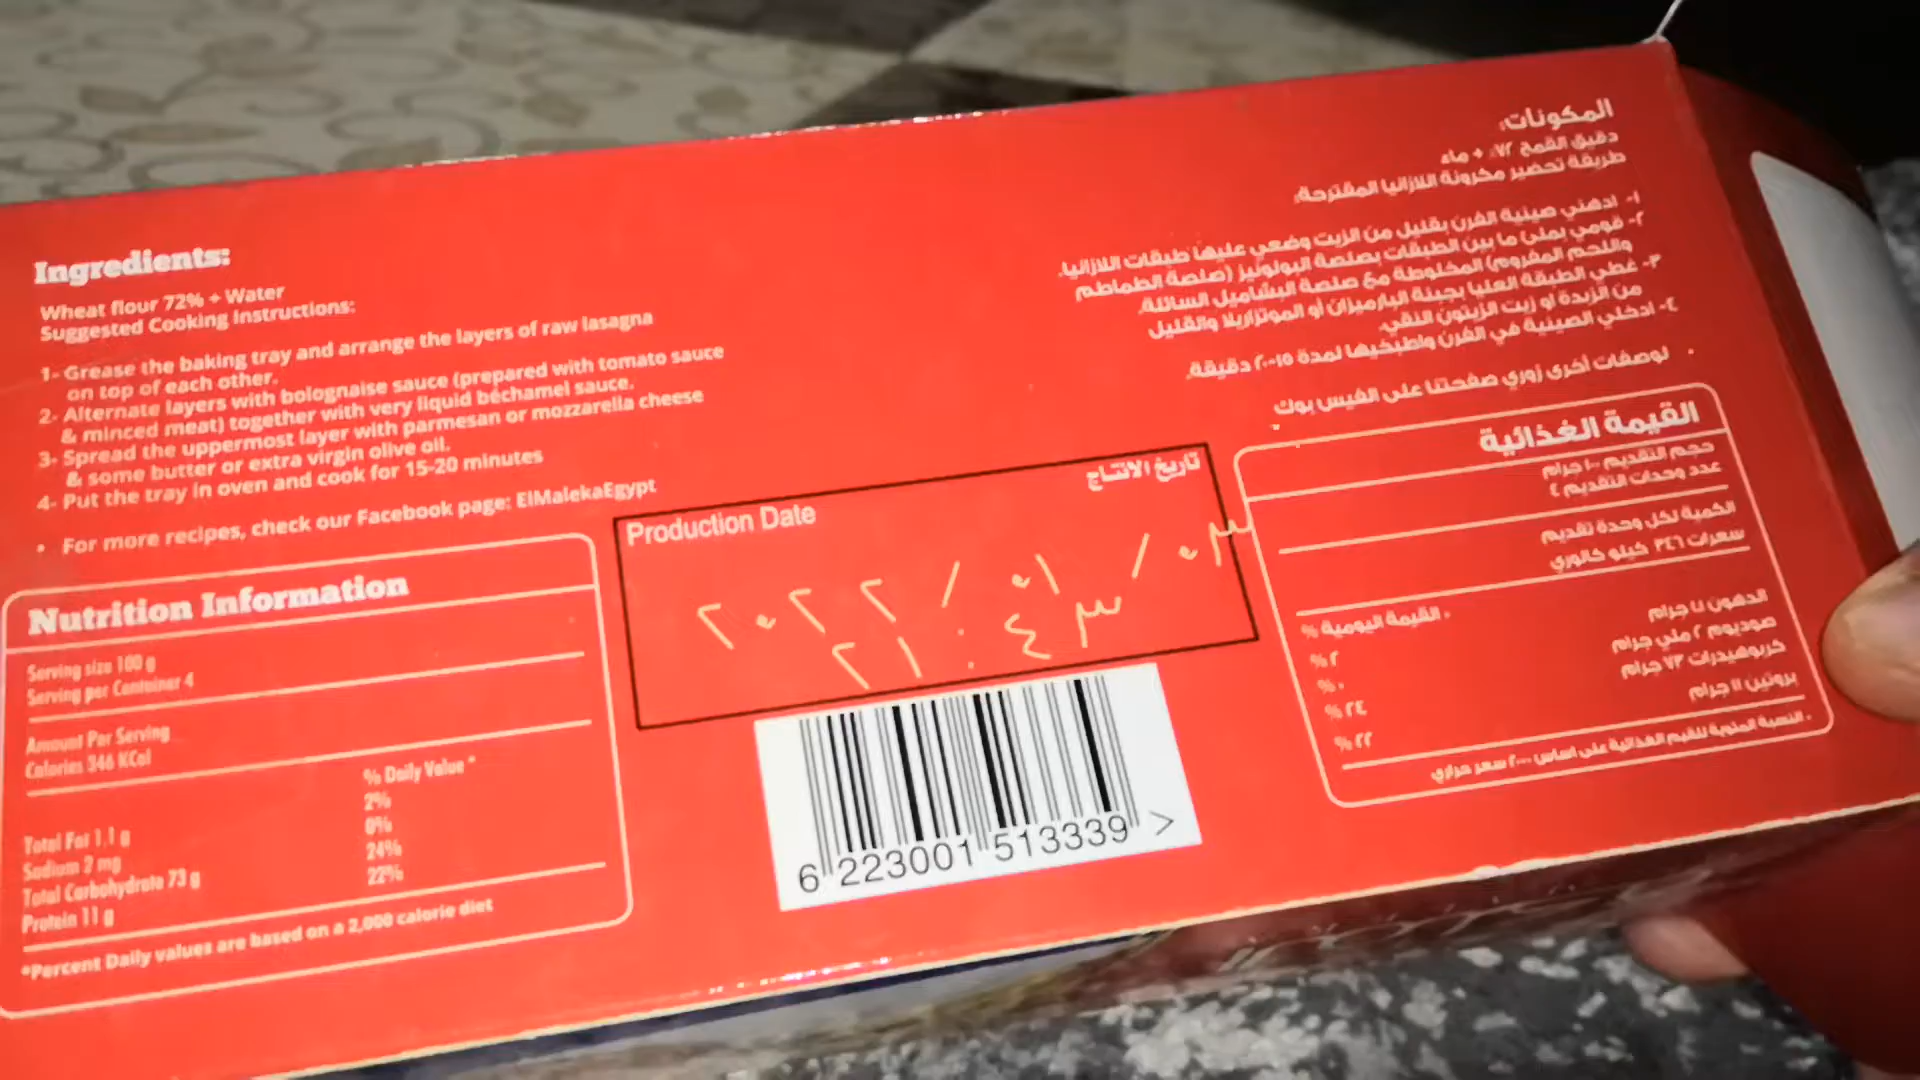 Ingredients:
Wheat flour 72% + Water
Suggested Cooking Instructions:
1- Grease the baking tray and arrange the layers of raw lasagna
on top of each other.
2- Alternate layers with bolognaise sauce (prepared with tomato sauce
& minced meat) together with very liquid béchamel sauce.
3- Spread the uppermost layer with parmesan or mozzarella cheese
& some butter or extra virgin olive oil.
4- Put the tray in oven and cook for 15-20 minutes
• For more recipes, check our Facebook page: ElMalekaEgypt
Nutrition Information
Serving size 100 g
Serving per Container 4
Amount Per Serving
Calories 346 KCal
% Daily Value *
Total Fat 1.1 g 2%
Sodium 2 mg 0%
Total Carbohydrate 73 g 24%
Protein 11 g 22%
*Percent Daily values are based on a 2,000 calorie diet
Production Date تاريخ الانتاج
٢٠٢٢/٠١/٠٣
٢١:٤٣
6 223001 513339 >
المكونات:
دقيق القمح ٧٢٪ + ماء
طريقة تحضير مكرونة اللازانيا المقترحة:
١- ادهني صينية الفرن بقليل من الزيت وضعي عليها طبقات اللازانيا.
٢- قومي بملئ ما بين الطبقات بصلصة البولونيز (صلصة الطماطم
واللحم المفروم) المخلوطة مع صلصة البشاميل السائلة.
٣- غطي الطبقة العليا بجبنة البارميزان أو الموتزاريلا والقليل
من الزبدة أو زيت الزيتون النقي.
٤- ادخلي الصينية في الفرن واطبخيها لمدة ١٥-٢٠ دقيقة.
• لوصفات أخرى زوري صفحتنا على الفيس بوك
القيمة الغذائية
حجم التقديم ١٠٠ جرام
عدد وحدات التقديم ٤
الكمية لكل وحدة تقديم
سعرات ٣٤٦ كيلو كالوري
% القيمة اليومية *
الدهون ١٫١ جرام ٢ %
صوديوم ٢ ملي جرام ٠ %
كربوهيدرات ٧٣ جرام ٢٤ %
بروتين ١١ جرام ٢٢ %
* النسبة المئوية للقيم الغذائية على اساس ٢٠٠٠ سعر حراري